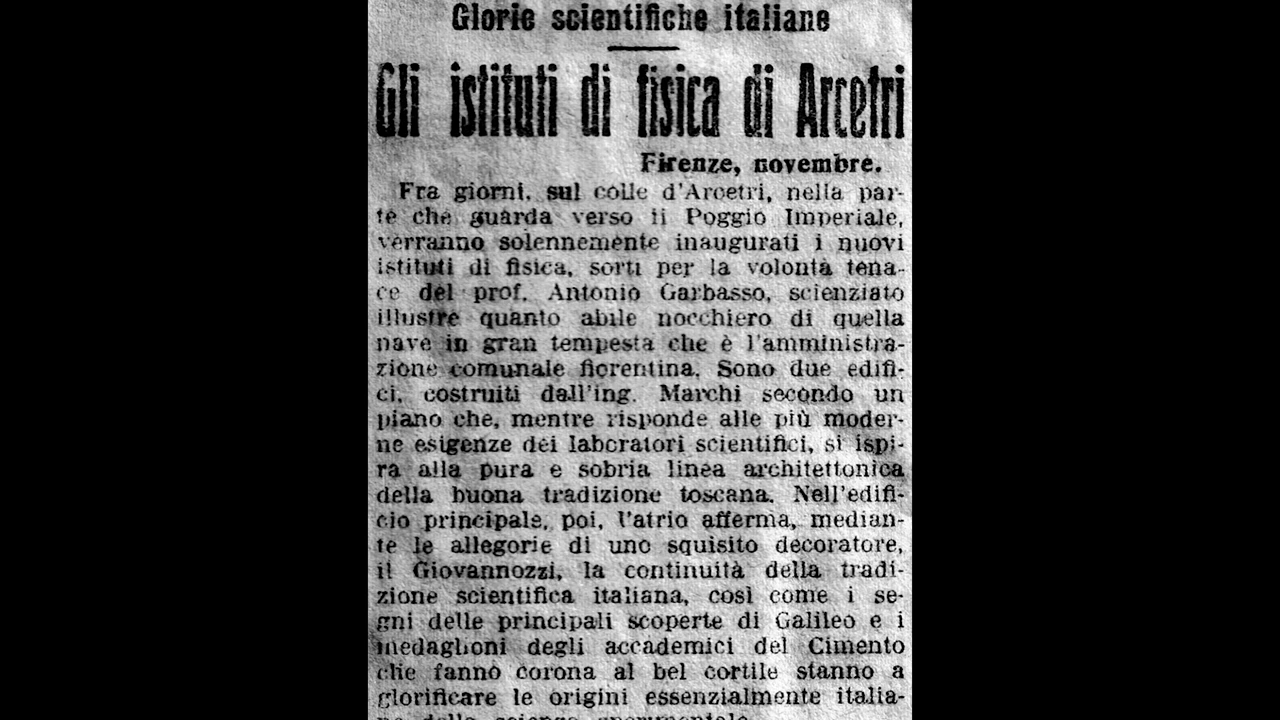 Glorie scientifiche italiane
Gli istituti di fisica di Arcetri
Firenze, novembre.
Fra giorni, sul colle d'Arcetri, nella par-
te che guarda verso il Poggio Imperiale,
verranno solennemente inaugurati i nuovi
istituti di fisica, sorti per la volontà tena-
ce del prof. Antonio Garbasso, scienziato
illustre quanto abile nocchiero di quella
nave in gran tempesta che è l'amministra-
zione comunale fiorentina. Sono due edifi-
ci, costruiti dall'ing. Marchi secondo un
piano che, mentre risponde alle più moder-
ne esigenze dei laboratori scientifici, si ispi-
ra alla pura e sobria linea architettonica
della buona tradizione toscana. Nell'edifi-
cio principale, poi, l'atrio afferma, median-
te le allegorie di uno squisito decoratore,
il Giovannozzi, la continuità della tradi-
zione scientifica italiana, così come i se-
gni delle principali scoperte di Galileo e i
medaglioni degli accademici del Cimento
che fanno corona al bel cortile stanno a
glorificare le origini essenzialmente italia-
ne della scienza sperimentale.